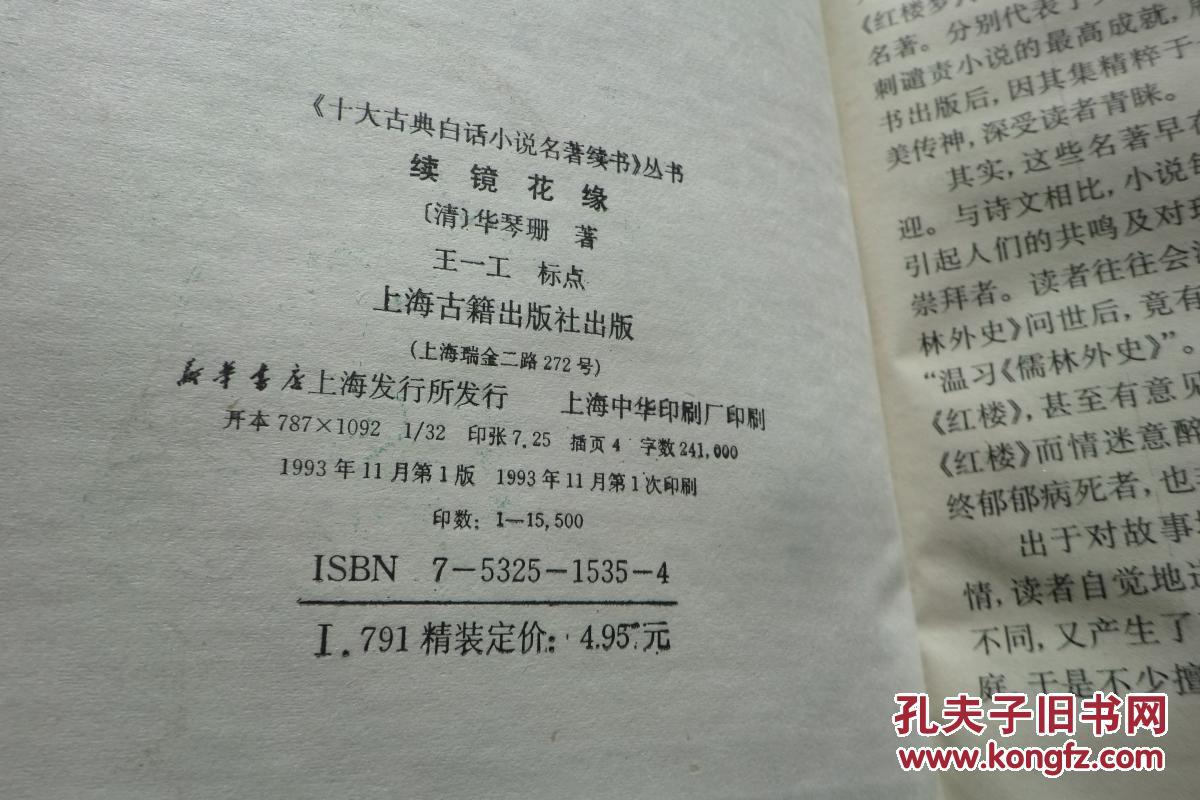 《十大古典白话小说名著续书》丛书
续镜花缘
〔清〕华琴珊 著
王一工 标点
上海古籍出版社出版
(上海瑞金二路272号)
新华书店上海发行所发行 上海中华印刷厂印刷
开本 787×1092 1/32 印张 7.25 插页 4 字数 241,000
1993年11月第1版 1993年11月第1次印刷
印数：1—15,500
ISBN 7-5325-1535-4
I.791 精装定价：4.95元
《红楼梦
名著。分别代表了
刺谴责小说的最高成就，
书出版后，因其集精粹于
美传神，深受读者青睐。
其实，这些名著早
迎。与诗文相比，小说
引起人们的共鸣及对
崇拜者。读者往往会
林外史》问世后，竟有
“温习《儒林外史》”。
《红楼》，甚至有意见
《红楼》而情迷意醉
终郁郁病死者，也
出于对故事
情，读者自觉地
不同，又产生了
庭，于是不少擅
孔夫子旧书网
www.kongfz.com